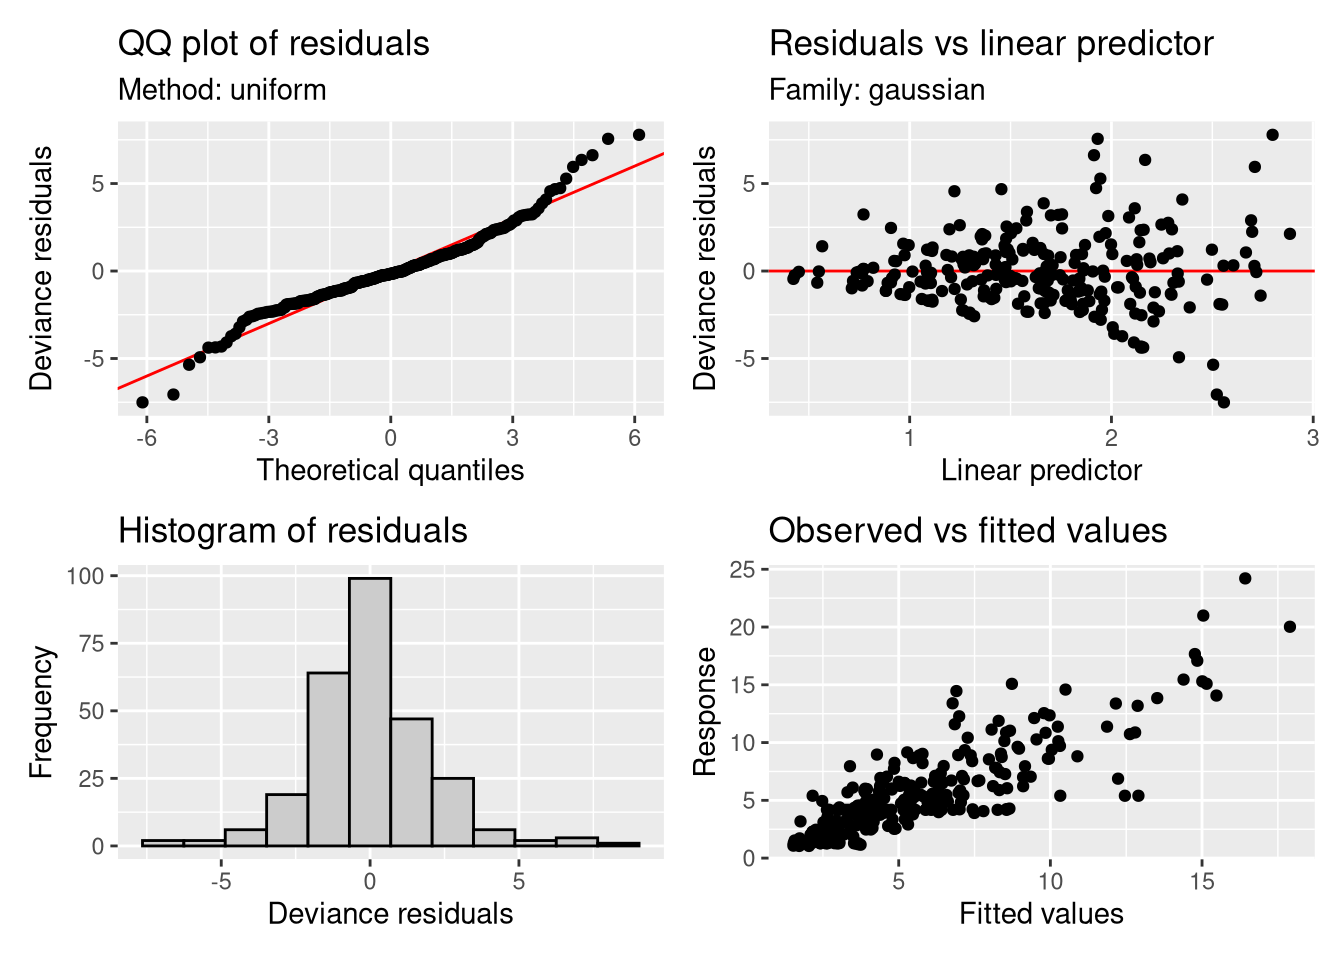 QQ plot of residuals
Method: uniform
Deviance residuals
5
0
-5
-6
-3
0
3
6
Theoretical quantiles
Residuals vs linear predictor
Family: gaussian
Deviance residuals
5
0
-5
1
2
3
Linear predictor
Histogram of residuals
Frequency
100
75
50
25
0
-5
0
5
Deviance residuals
Observed vs fitted values
Response
25
20
15
10
5
0
5
10
15
Fitted values